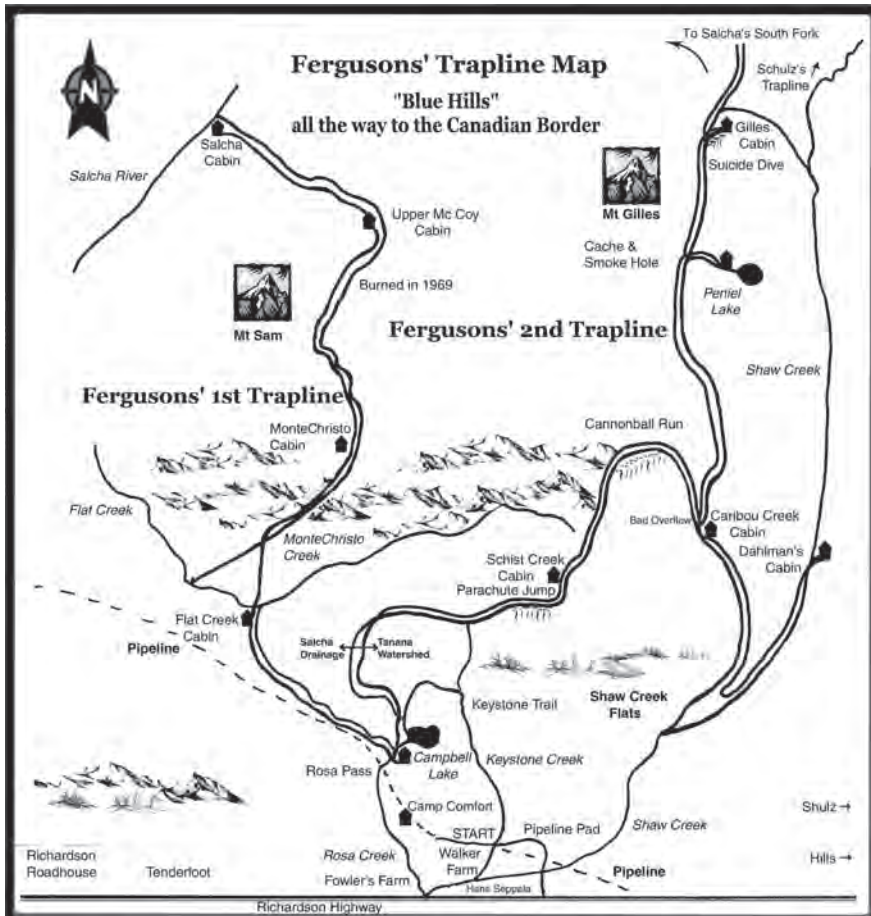 To Salcha's South Fork
Fergusons' Trapline Map
"Blue Hills"
all the way to the Canadian Border
Schulz's
Trapline
N
Salcha
Cabin
Gilles
Cabin
Suicide Dive
Salcha River
Mt Gilles
Upper Mc Coy
Cabin
Cache &
Smoke Hole
Burned in 1969
Peniel
Lake
Mt Sam
Fergusons' 2nd Trapline
Shaw Creek
Fergusons' 1st Trapline
MonteChristo
Cabin
Cannonball Run
Flat Creek
MonteChristo
Creek
Bad Overflow
Caribou Creek
Cabin
Dahlman's
Cabin
Schist Creek
Cabin
Parachute Jump
Flat Creek
Cabin
Pipeline
Salcha
Drainage
Tanana
Watershed
Shaw Creek
Flats
Keystone Trail
Rosa Pass
Campbell
Lake
Keystone Creek
Camp Comfort
Shulz
START
Pipeline Pad
Shaw Creek
Richardson
Roadhouse
Tenderfoot
Rosa Creek
Walker
Farm
Hills
Fowler's Farm
Hans Seppala
Pipeline
Richardson Highway